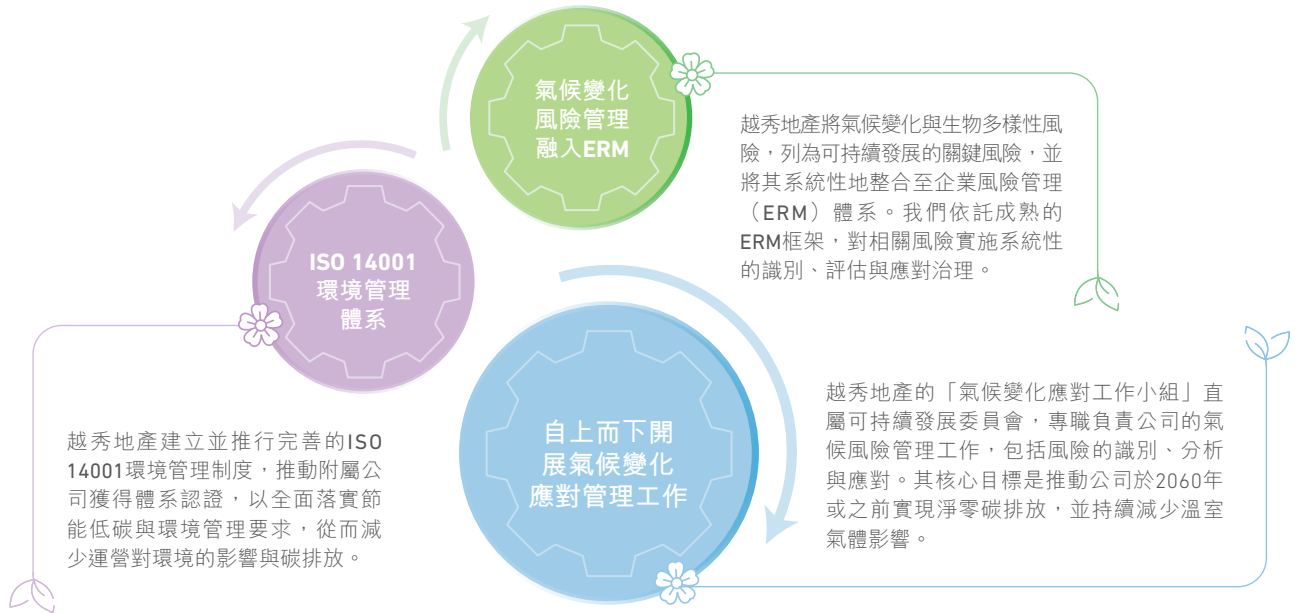 氣候變化
風險管理
融入ERM
越秀地產將氣候變化與生物多樣性風
險，列為可持續發展的關鍵風險，並
將其系統性地整合至企業風險管理
（ERM）體系。我們依託成熟的
ERM框架，對相關風險實施系統性
的識別、評估與應對治理。
ISO 14001
環境管理
體系
越秀地產建立並推行完善的ISO
14001環境管理制度，推動附屬公
司獲得體系認證，以全面落實節
能低碳與環境管理要求，從而減
少運營對環境的影響與碳排放。
自上而下開
展氣候變化
應對管理工作
越秀地產的「氣候變化應對工作小組」直
屬可持續發展委員會，專職負責公司的氣
候風險管理工作，包括風險的識別、分析
與應對。其核心目標是推動公司於2060年
或之前實現淨零碳排放，並持續減少溫室
氣體影響。